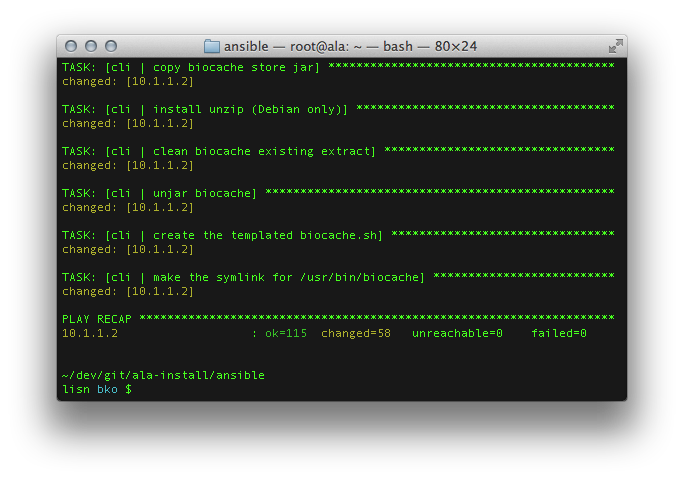 ansible — root@ala: ~ — bash — 80×24
TASK: [cli | copy biocache store jar] *****************************************
changed: [10.1.1.2]
TASK: [cli | install unzip (Debian only)] *************************************
changed: [10.1.1.2]
TASK: [cli | clean biocache existing extract] *********************************
changed: [10.1.1.2]
TASK: [cli | unjar biocache] **************************************************
changed: [10.1.1.2]
TASK: [cli | create the templated biocache.sh] ********************************
changed: [10.1.1.2]
TASK: [cli | make the symlink for /usr/bin/biocache] **************************
changed: [10.1.1.2]
PLAY RECAP ********************************************************************
10.1.1.2                   : ok=115  changed=58   unreachable=0    failed=0
~/dev/git/ala-install/ansible
lisn bko $